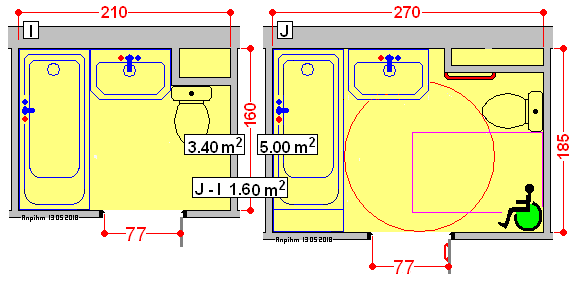 210
270
I
J
160
185
3.40 m²
5.00 m²
J - I 1.60 m²
Anpihm 13 05 2018
Anpihm 13 05 2018
77
77